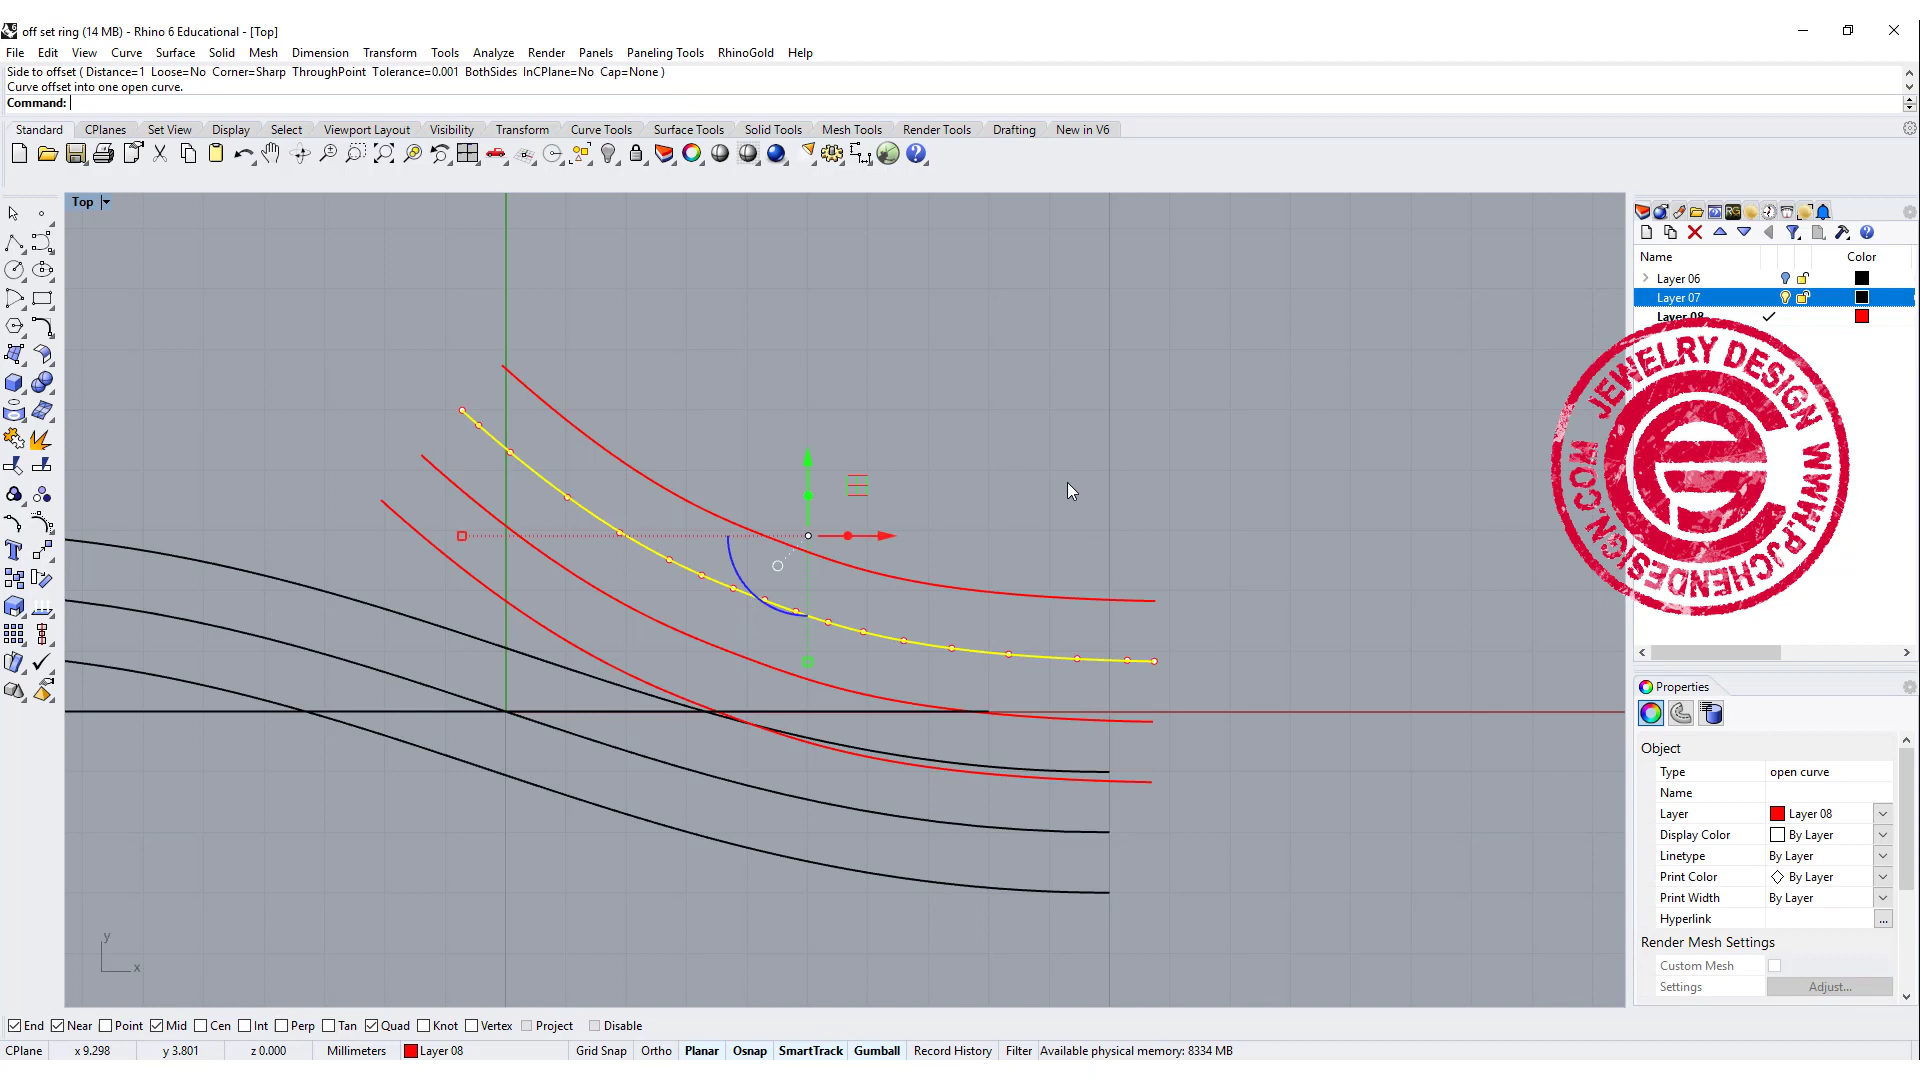 off set ring (14 MB) - Rhino 6 Educational - [Top]
File Edit View Curve Surface Solid Mesh Dimension Transform Tools Analyze Render Panels Paneling Tools RhinoGold Help
Side to offset ( Distance=1 Loose=No Corner=Sharp ThroughPoint Tolerance=0.001 BothSides InCPlane=No Cap=None )
Curve offset into one open curve.
Command:
Standard CPlanes Set View Display Select Viewport Layout Visibility Transform Curve Tools Surface Tools Solid Tools Mesh Tools Render Tools Drafting New in V6
Top
Name Color
Layer 06
Layer 07
Layer 08
JEWELRY DESIGN
WWW.PJCHENDESIGN.COM
Properties
Object
Type open curve
Name
Layer Layer 08
Display Color By Layer
Linetype By Layer
Print Color By Layer
Print Width By Layer
Hyperlink ...
Render Mesh Settings
Custom Mesh
Settings Adjust...
y
x
End Near Point Mid Cen Int Perp Tan Quad Knot Vertex Project Disable
CPlane x 9.298 y 3.801 z 0.000 Millimeters Layer 08 Grid Snap Ortho Planar Osnap SmartTrack Gumball Record History Filter Available physical memory: 8334 MB